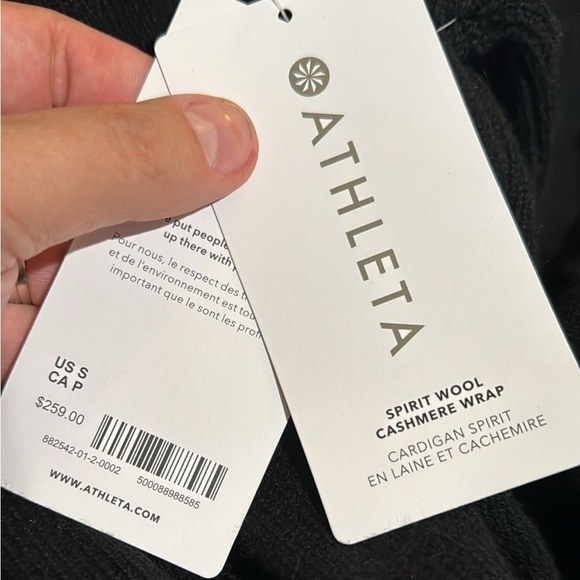 ATHLETA
SPIRIT WOOL
CASHMERE WRAP
CARDIGAN SPIRIT
EN LAINE ET CACHEMIRE
put people
up there with
Pour nous, le respect des
et de l'environnement est
important que le sont les
US S
CA P
$259.00
882542-01-2-0002
500088988585
WWW.ATHLETA.COM